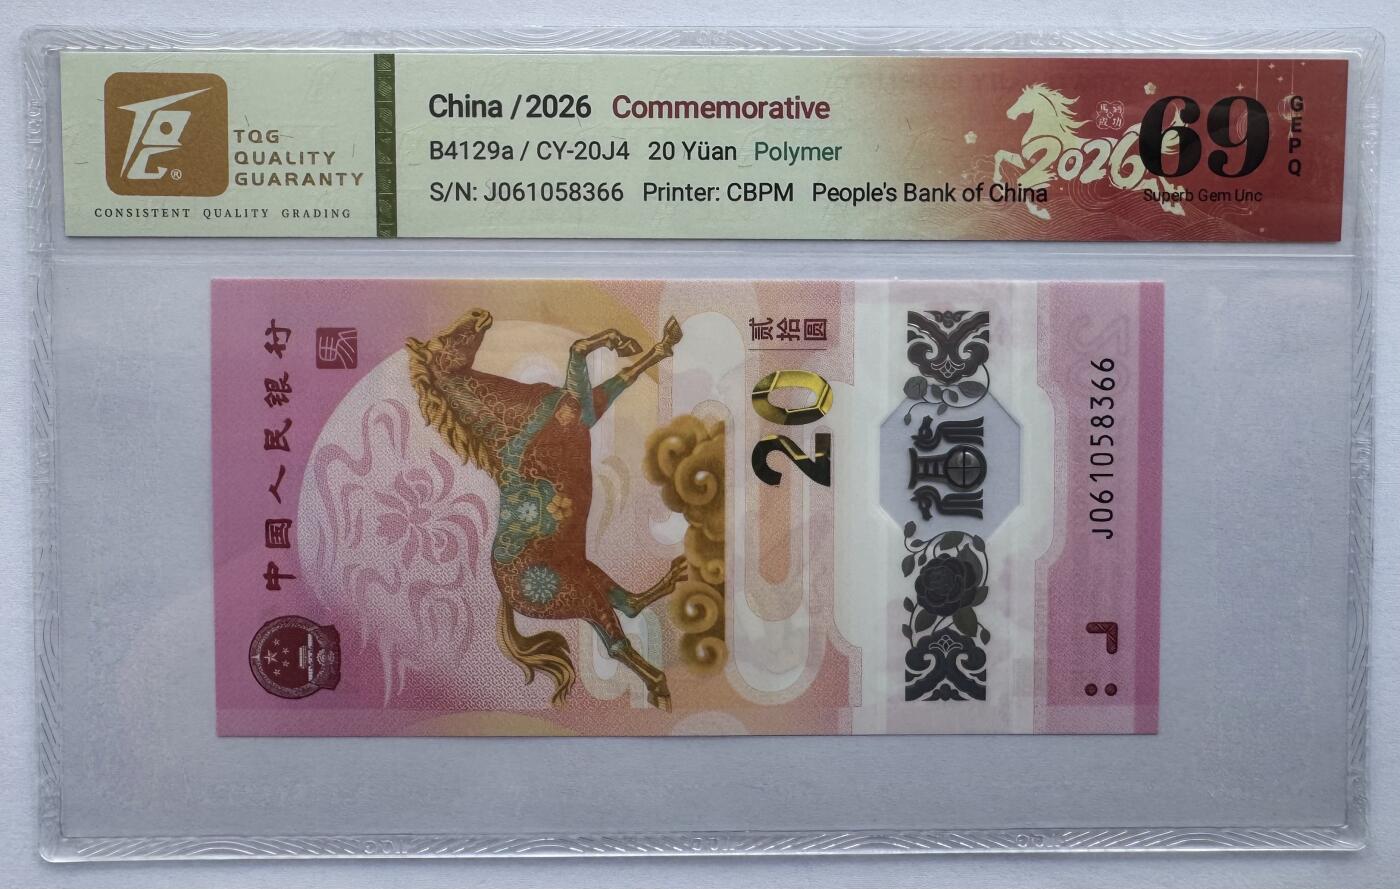 TQG
QUALITY
GUARANTY
CONSISTENT QUALITY GRADING
China / 2026 Commemorative
B4129a / CY-20J4 20 Yüan Polymer
S/N: J061058366 Printer: CBPM People's Bank of China
2026
69
GEPQ
Superb Gem Unc
中国人民银行
贰拾圆
20
福
J061058366